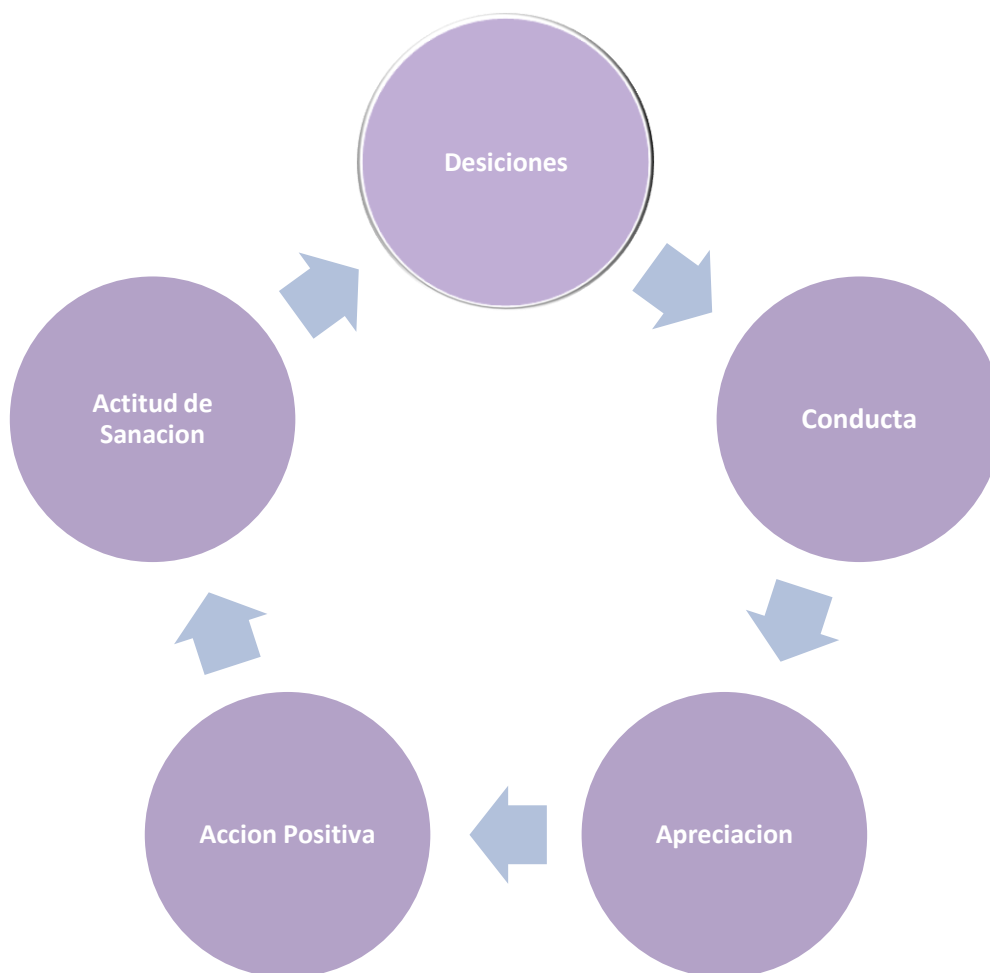 Desiciones
Conducta
Apreciacion
Accion Positiva
Actitud de
Sanacion